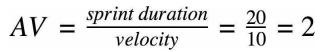 AV = sprint duration / velocity = 20 / 10 = 2